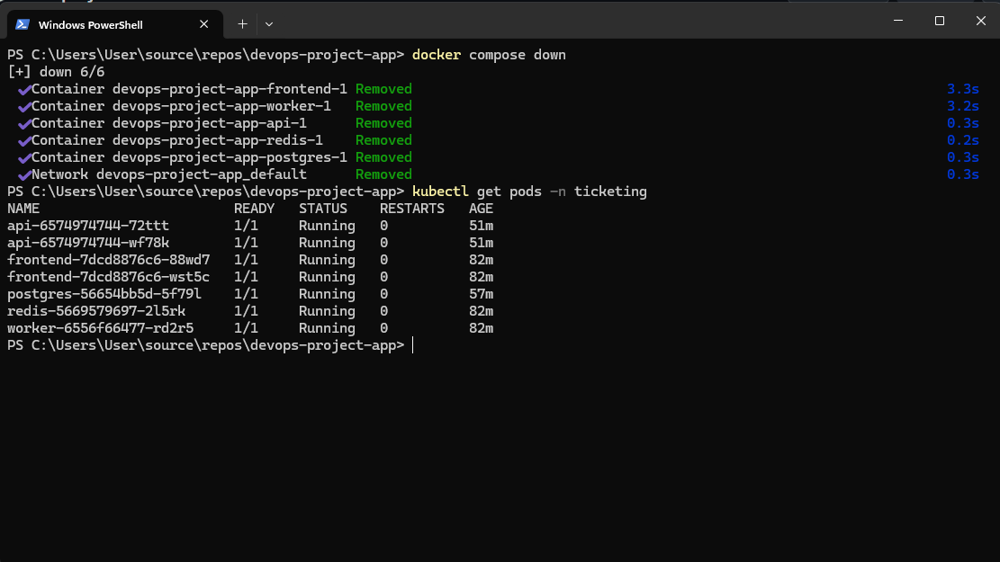 Windows PowerShell
PS C:\Users\User\source\repos\devops-project-app> docker compose down
[+] down 6/6
✔Container devops-project-app-frontend-1 Removed 3.3s
✔Container devops-project-app-worker-1 Removed 3.2s
✔Container devops-project-app-api-1 Removed 0.3s
✔Container devops-project-app-redis-1 Removed 0.2s
✔Container devops-project-app-postgres-1 Removed 0.3s
✔Network devops-project-app_default Removed 0.3s
PS C:\Users\User\source\repos\devops-project-app> kubectl get pods -n ticketing
NAME READY STATUS RESTARTS AGE
api-6574974744-72ttt 1/1 Running 0 51m
api-6574974744-wf78k 1/1 Running 0 51m
frontend-7dcd8876c6-88wd7 1/1 Running 0 82m
frontend-7dcd8876c6-wst5c 1/1 Running 0 82m
postgres-56654bb5d-5f79l 1/1 Running 0 57m
redis-5669579697-2l5rk 1/1 Running 0 82m
worker-6556f66477-rd2r5 1/1 Running 0 82m
PS C:\Users\User\source\repos\devops-project-app>